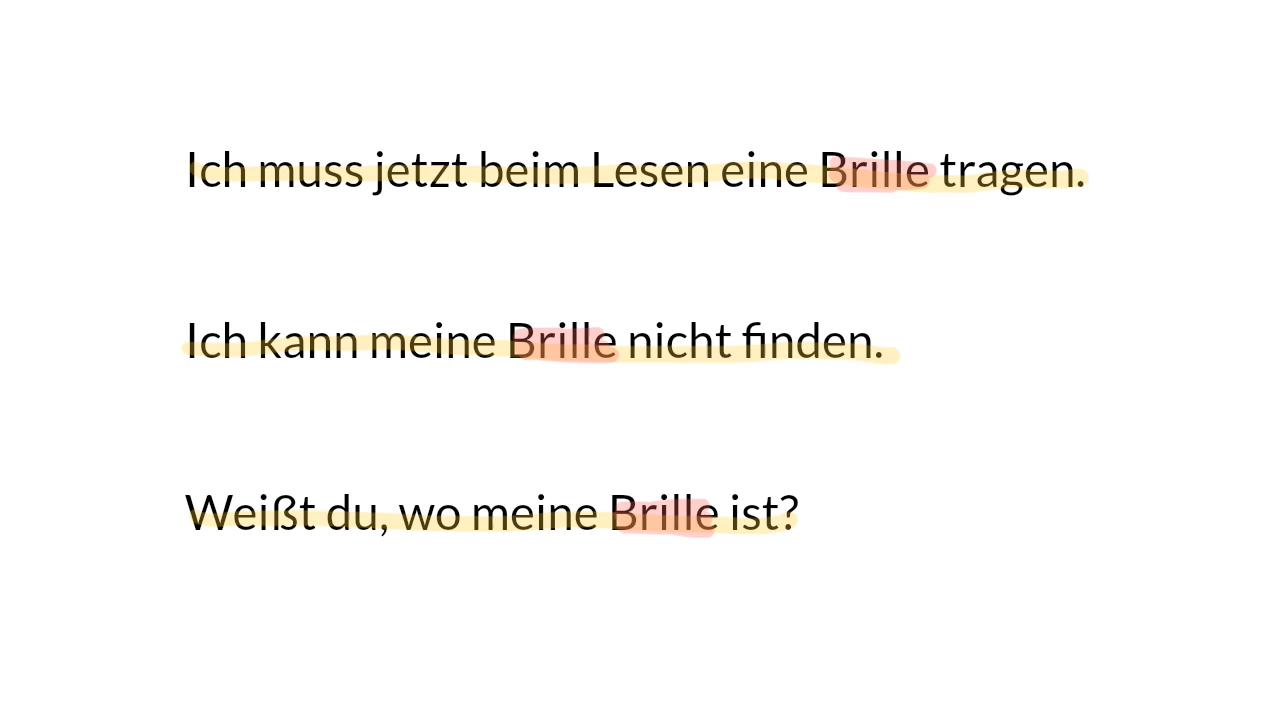 Ich muss jetzt beim Lesen eine Brille tragen.
Ich kann meine Brille nicht finden.
Weißt du, wo meine Brille ist?